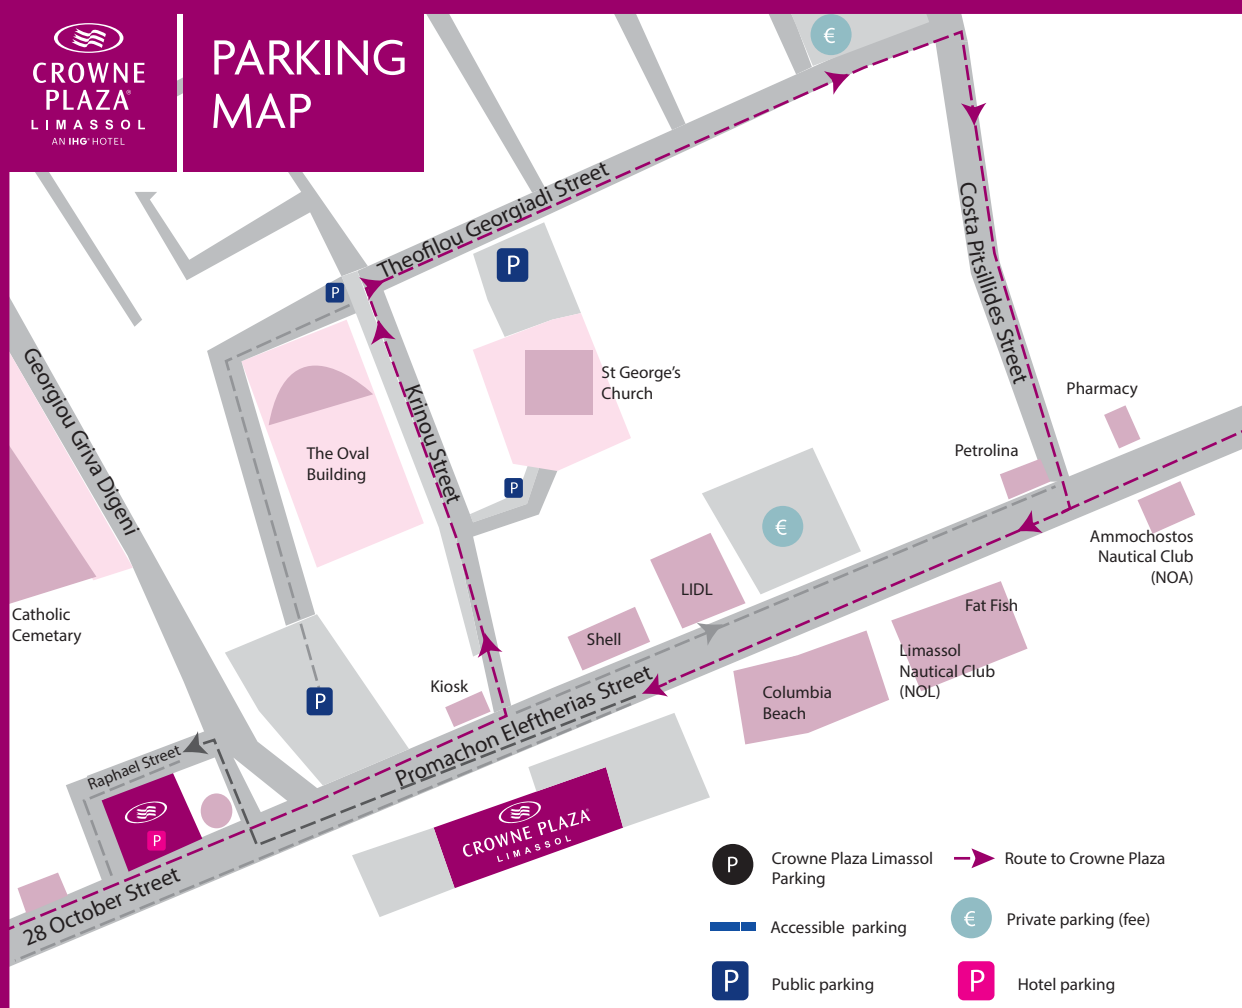 CROWNE
PLAZA®
LIMASSOL
AN IHG® HOTEL
PARKING
MAP
€
Theofilou Georgiadi Street
P
P
Costa Pitsillides Street
Georgiou Griva Digeni
Krinou Street
St George's
Church
Pharmacy
The Oval
Building
Petrolina
P
€
Ammochostos
Nautical Club
(NOA)
LIDL
Catholic
Cemetary
Fat Fish
Shell
Limassol
Nautical Club
(NOL)
Kiosk
Columbia
Beach
P
Promachon Eleftherias Street
Raphael Street
P
CROWNE PLAZA®
LIMASSOL
28 October Street
P
Crowne Plaza Limassol
Parking
Route to Crowne Plaza
Accessible parking
€
Private parking (fee)
P
Public parking
P
Hotel parking